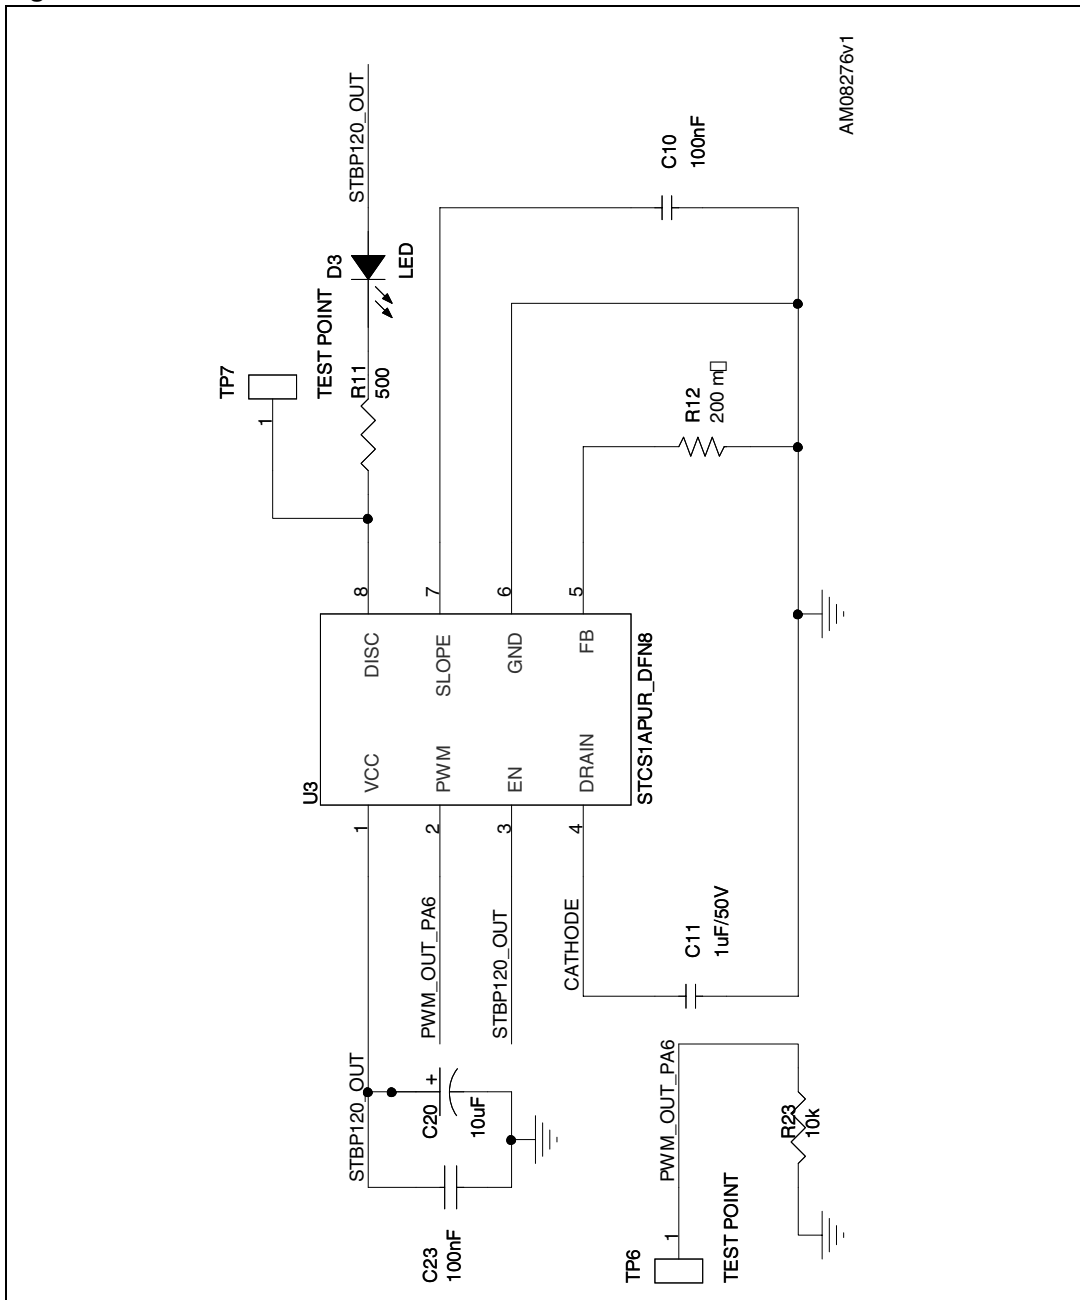 AM08276v1
STBP120_OUT
D3
LED
C10
100nF
TP7
1
TEST POINT
R11
500
R12
200 m□
8
7
6
5
DISC
SLOPE
GND
FB
U3
VCC
PWM
EN
DRAIN
STCS1APUR_DFN8
1
2
3
4
PWM_OUT_PA6
STBP120_OUT
CATHODE
C11
1uF/50V
STBP120_OUT
C20
+
10uF
C23
100nF
PWM_OUT_PA6
R23
10k
1
TP6
TEST POINT